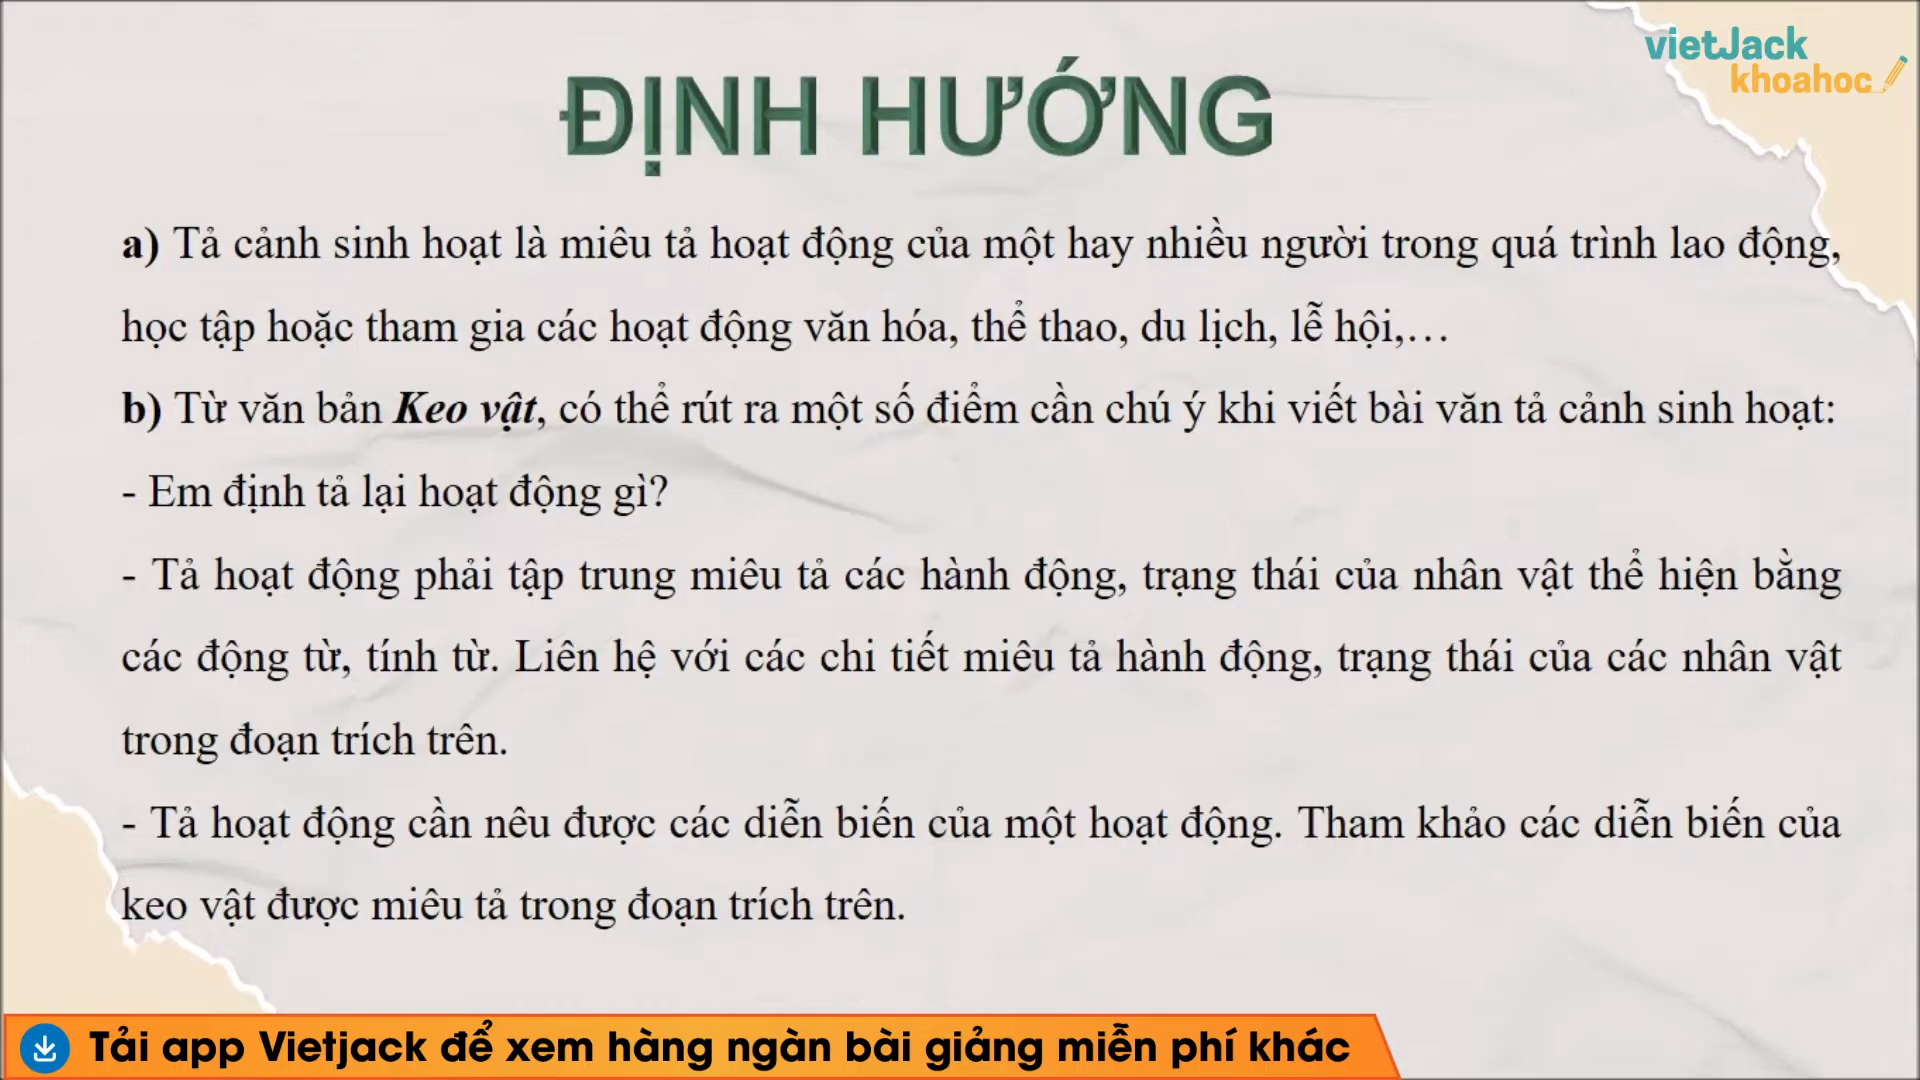 vietJack
khoahoc
ĐỊNH HƯỚNG
a) Tả cảnh sinh hoạt là miêu tả hoạt động của một hay nhiều người trong quá trình lao động,
học tập hoặc tham gia các hoạt động văn hóa, thể thao, du lịch, lễ hội,…
b) Từ văn bản Keo vật, có thể rút ra một số điểm cần chú ý khi viết bài văn tả cảnh sinh hoạt:
- Em định tả lại hoạt động gì?
- Tả hoạt động phải tập trung miêu tả các hành động, trạng thái của nhân vật thể hiện bằng
các động từ, tính từ. Liên hệ với các chi tiết miêu tả hành động, trạng thái của các nhân vật
trong đoạn trích trên.
- Tả hoạt động cần nêu được các diễn biến của một hoạt động. Tham khảo các diễn biến của
keo vật được miêu tả trong đoạn trích trên.
Tải app Vietjack để xem hàng ngàn bài giảng miễn phí khác